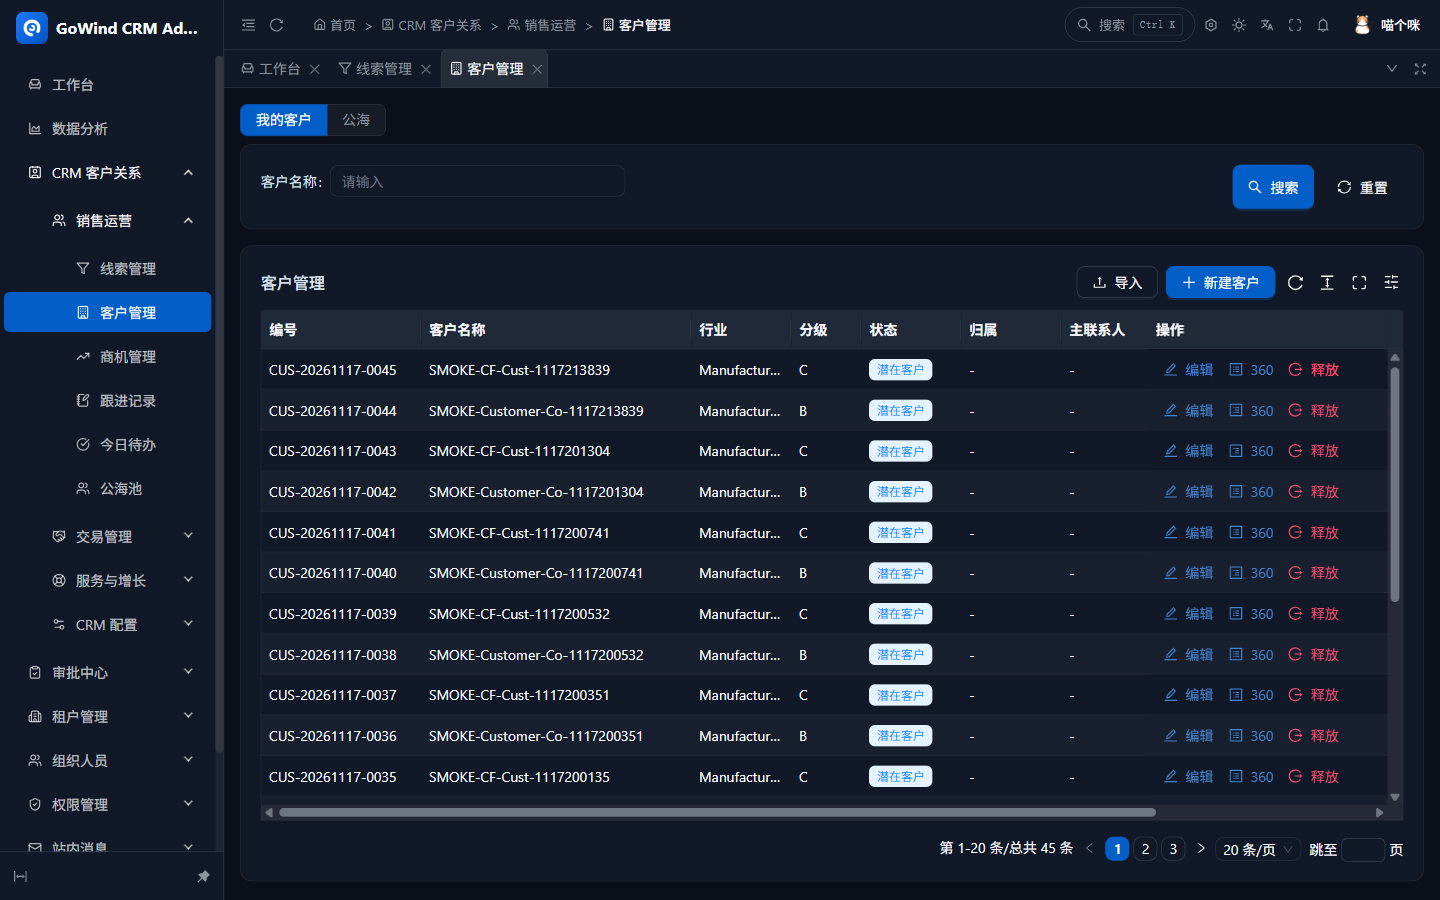 GoWind CRM Ad...
首页 > CRM 客户关系 > 销售运营 > 客户管理
搜索 Ctrl K
喵个咪
工作台
数据分析
CRM 客户关系
销售运营
线索管理
客户管理
商机管理
跟进记录
今日待办
公海池
交易管理
服务与增长
CRM 配置
审批中心
租户管理
组织人员
权限管理
站内消息
工作台 线索管理 客户管理
我的客户 公海
客户名称: 请输入 搜索 重置
客户管理 导入 新建客户
编号 客户名称 行业 分级 状态 归属 主联系人 操作
CUS-20261117-0045 SMOKE-CF-Cust-1117213839 Manufactur... C 潜在客户 - - 编辑 360 释放
CUS-20261117-0044 SMOKE-Customer-Co-1117213839 Manufactur... B 潜在客户 - - 编辑 360 释放
CUS-20261117-0043 SMOKE-CF-Cust-1117201304 Manufactur... C 潜在客户 - - 编辑 360 释放
CUS-20261117-0042 SMOKE-Customer-Co-1117201304 Manufactur... B 潜在客户 - - 编辑 360 释放
CUS-20261117-0041 SMOKE-CF-Cust-1117200741 Manufactur... C 潜在客户 - - 编辑 360 释放
CUS-20261117-0040 SMOKE-Customer-Co-1117200741 Manufactur... B 潜在客户 - - 编辑 360 释放
CUS-20261117-0039 SMOKE-CF-Cust-1117200532 Manufactur... C 潜在客户 - - 编辑 360 释放
CUS-20261117-0038 SMOKE-Customer-Co-1117200532 Manufactur... B 潜在客户 - - 编辑 360 释放
CUS-20261117-0037 SMOKE-CF-Cust-1117200351 Manufactur... C 潜在客户 - - 编辑 360 释放
CUS-20261117-0036 SMOKE-Customer-Co-1117200351 Manufactur... B 潜在客户 - - 编辑 360 释放
CUS-20261117-0035 SMOKE-CF-Cust-1117200135 Manufactur... C 潜在客户 - - 编辑 360 释放
第 1-20 条/总共 45 条 < 1 2 3 > 20 条/页 跳至 页